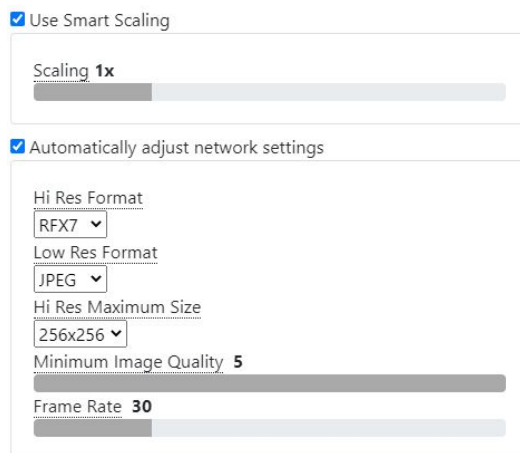 Use Smart Scaling
Scaling 1x
Automatically adjust network settings
Hi Res Format
RFX7
Low Res Format
JPEG
Hi Res Maximum Size
256x256
Minimum Image Quality 5
Frame Rate 30